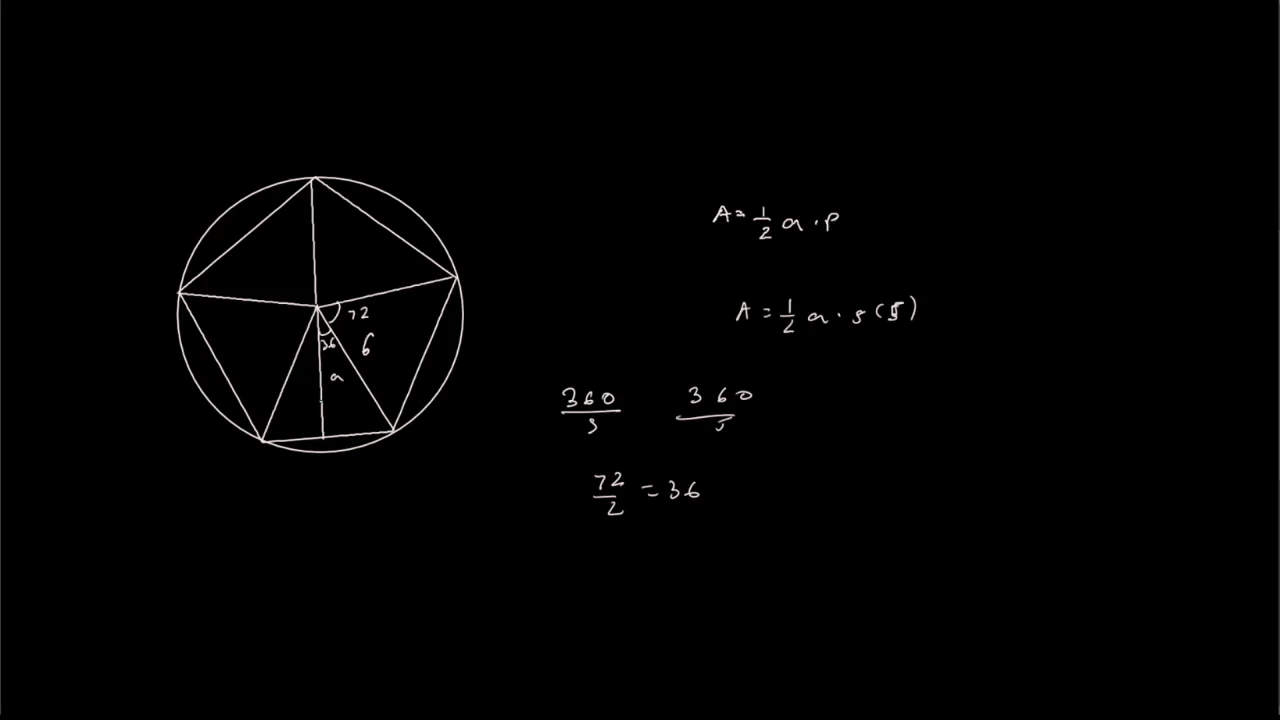 A = 1/2 a · p
A = 1/2 a · s (5)
72
36
6
a
360/5 360/5
72/2 = 36